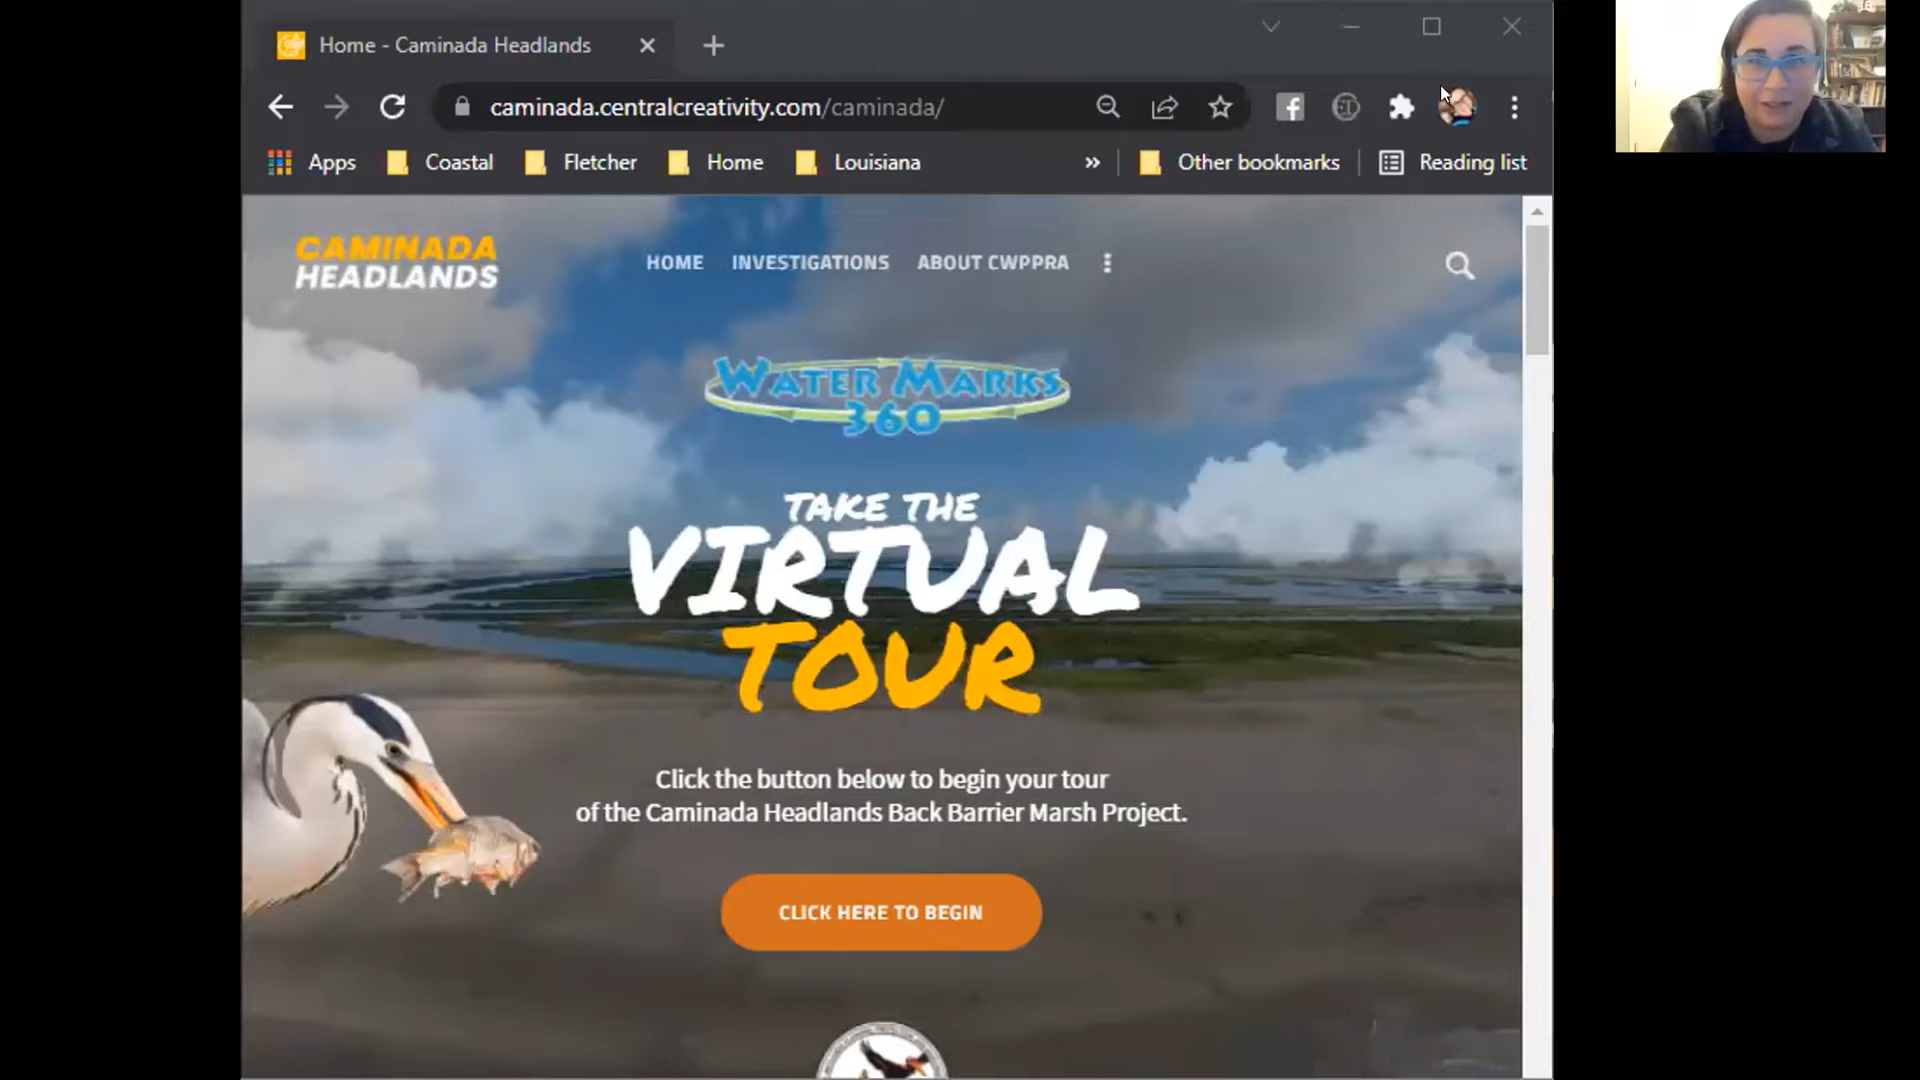 Home - Caminada Headlands
caminada.centralcreativity.com/caminada/
Apps Coastal Fletcher Home Louisiana » Other bookmarks Reading list
CAMINADA
HEADLANDS
HOME INVESTIGATIONS ABOUT CWPPRA
WATER MARKS
360
TAKE THE
VIRTUAL
TOUR
Click the button below to begin your tour
of the Caminada Headlands Back Barrier Marsh Project.
CLICK HERE TO BEGIN